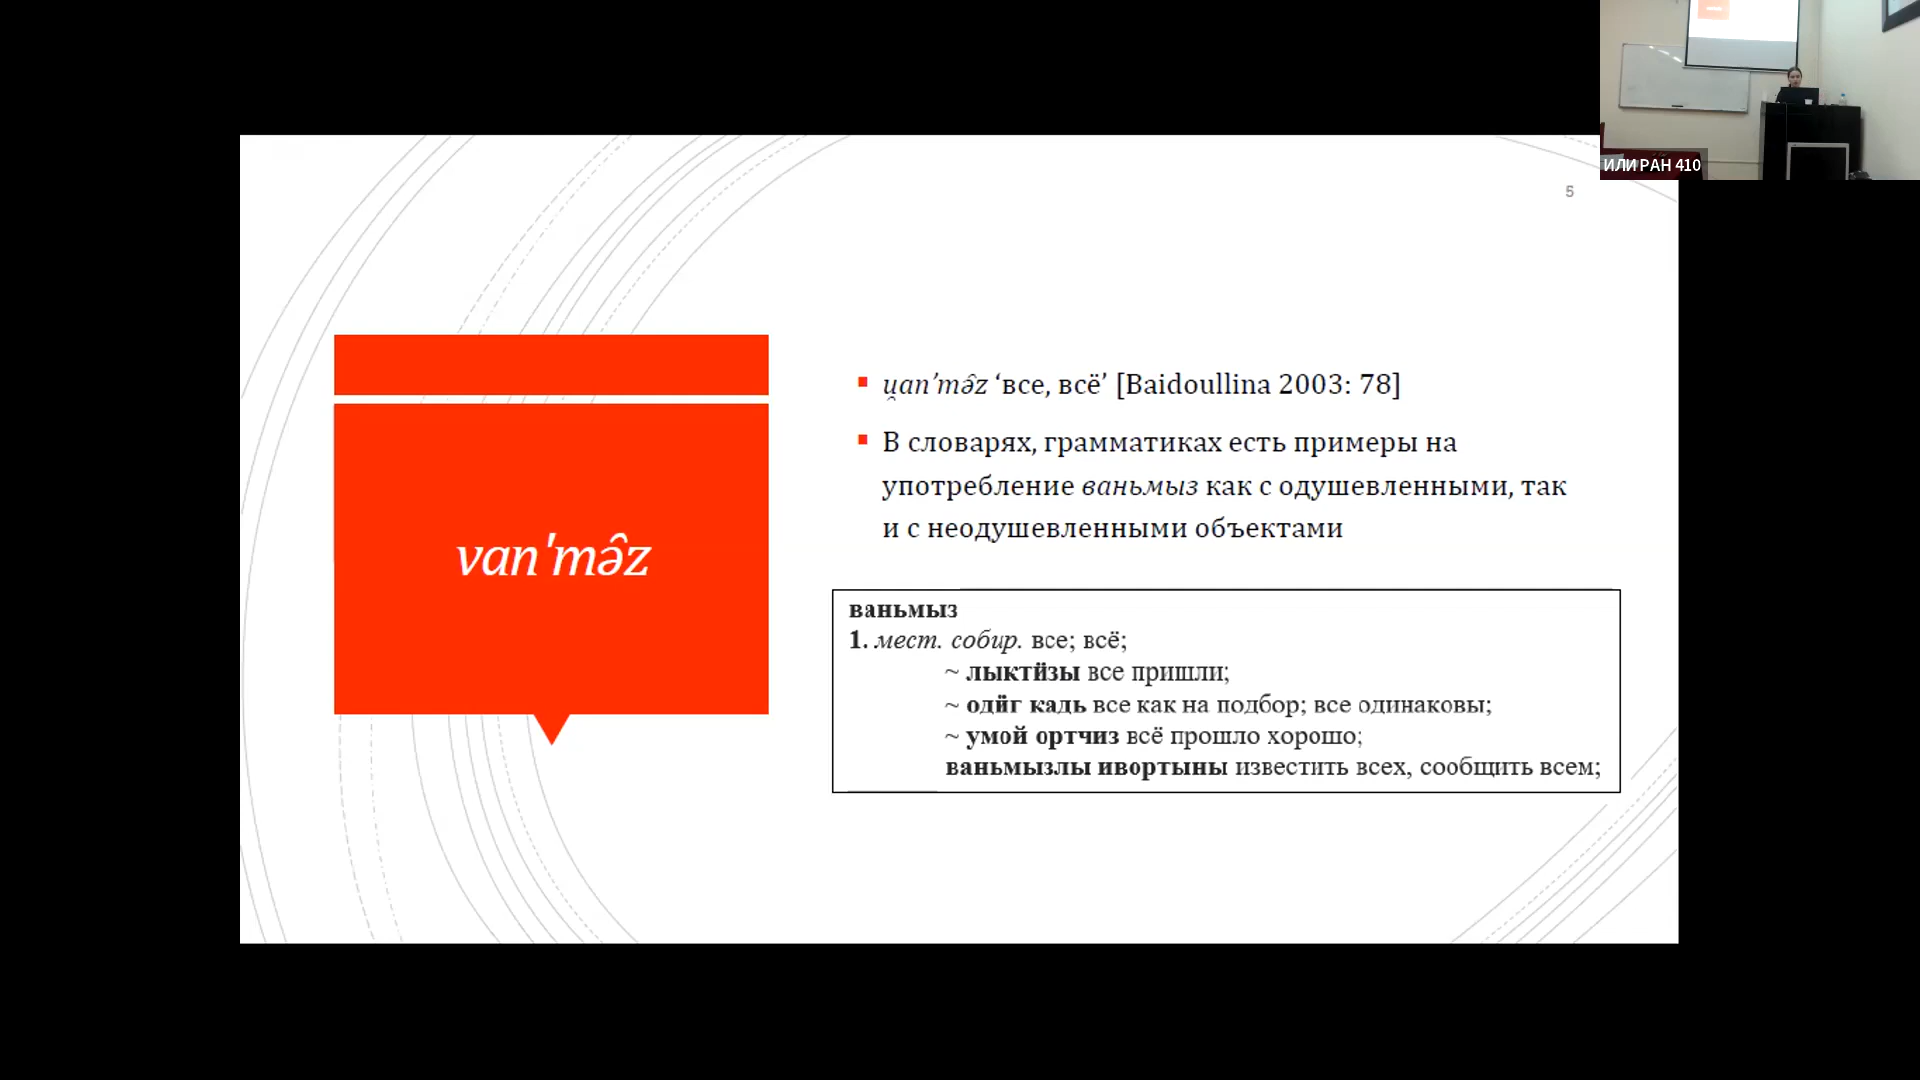 ИЛИ РАН 410
5
van'mə̑z
u̯an’mə̑z ‘все, всё’ [Baidoullina 2003: 78]
В словарях, грамматиках есть примеры на
употребление ваньмыз как с одушевленными, так
и с неодушевленными объектами
ваньмыз
1. мест. собир. все; всё;
~ лыктӥзы все пришли;
~ одӥг кадь все как на подбор; все одинаковы;
~ умой ортчиз всё прошло хорошо;
ваньмызлы ивортыны известить всех, сообщить всем;